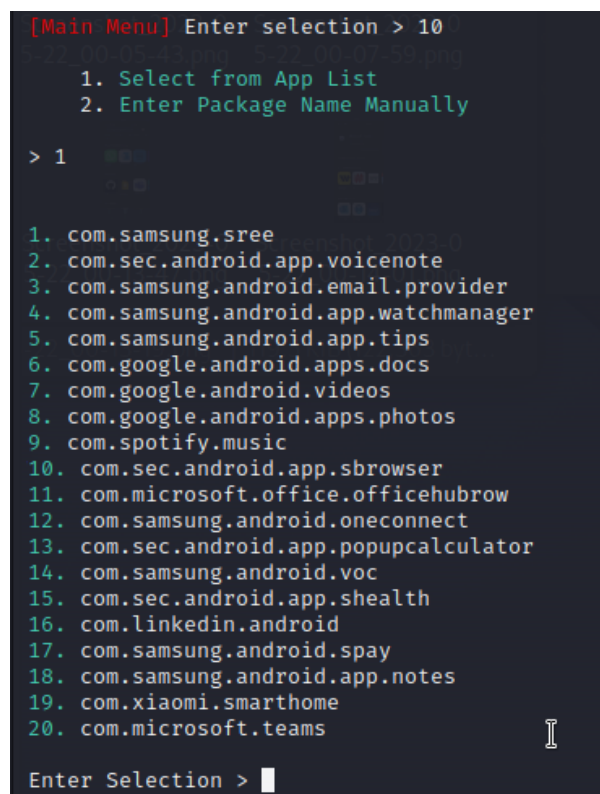 [Main Menu] Enter selection > 10
1. Select from App List
2. Enter Package Name Manually
> 1
1. com.samsung.sree
2. com.sec.android.app.voicenote
3. com.samsung.android.email.provider
4. com.samsung.android.app.watchmanager
5. com.samsung.android.app.tips
6. com.google.android.apps.docs
7. com.google.android.videos
8. com.google.android.apps.photos
9. com.spotify.music
10. com.sec.android.app.sbrowser
11. com.microsoft.office.officehubrow
12. com.samsung.android.oneconnect
13. com.sec.android.app.popupcalculator
14. com.samsung.android.voc
15. com.sec.android.app.shealth
16. com.linkedin.android
17. com.samsung.android.spay
18. com.samsung.android.app.notes
19. com.xiaomi.smarthome
20. com.microsoft.teams
Enter Selection >